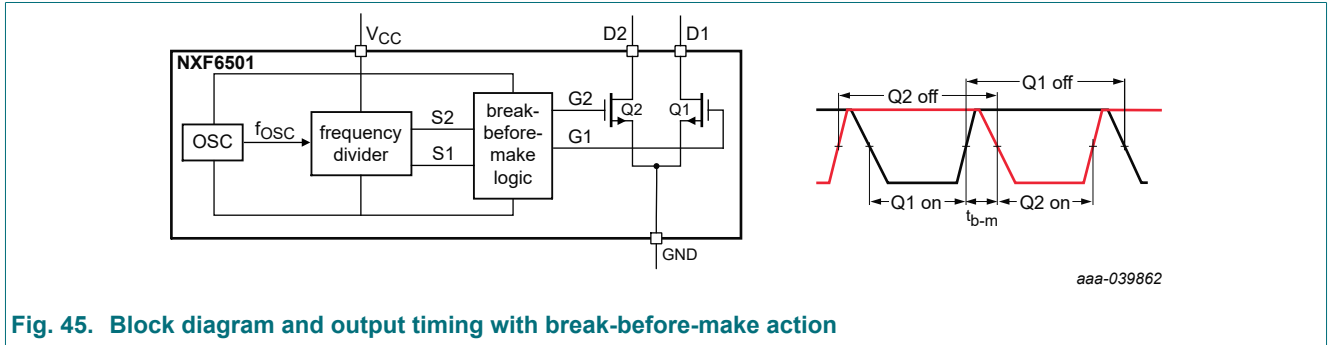 VCC
D2
D1
NXF6501
OSC
fOSC
frequency
divider
S2
S1
break-
before-
make
logic
G2
G1
Q2
Q1
GND
Q1 off
Q2 off
Q1 on
tb-m
Q2 on
aaa-039862
Fig. 45. Block diagram and output timing with break-before-make action